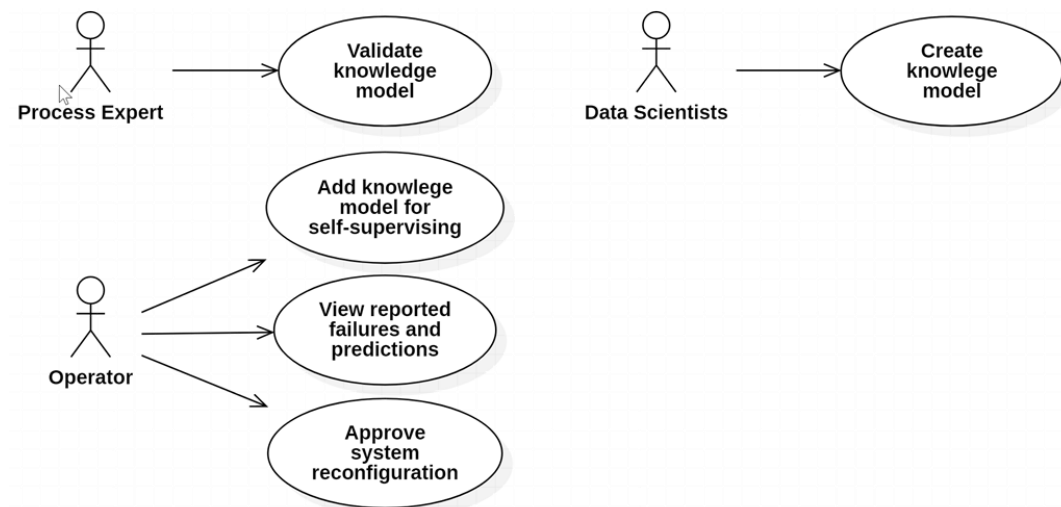 Validate
knowledge
model
Process Expert
Create
knowlege
model
Data Scientists
Add knowlege
model for
self-supervising
View reported
failures and
predictions
Operator
Approve
system
reconfiguration